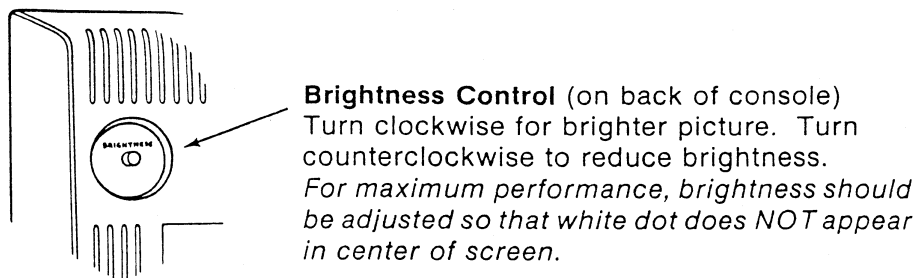 Brightness Control (on back of console)
Turn clockwise for brighter picture. Turn
counterclockwise to reduce brightness.
For maximum performance, brightness should
be adjusted so that white dot does NOT appear
in center of screen.